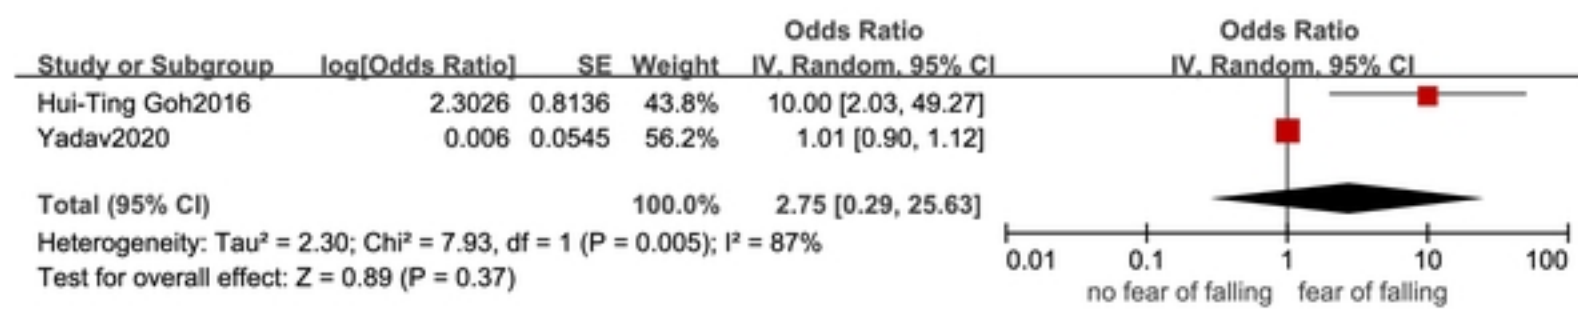 Odds Ratio Odds Ratio
Study or Subgroup log[Odds Ratio] SE Weight IV, Random, 95% CI IV, Random, 95% CI
Hui-Ting Goh2016 2.3026 0.8136 43.8% 10.00 [2.03, 49.27]
Yadav2020 0.006 0.0545 56.2% 1.01 [0.90, 1.12]
Total (95% CI) 100.0% 2.75 [0.29, 25.63]
Heterogeneity: Tau² = 2.30; Chi² = 7.93, df = 1 (P = 0.005); I² = 87%
Test for overall effect: Z = 0.89 (P = 0.37)
0.01 0.1 1 10 100
no fear of falling fear of falling